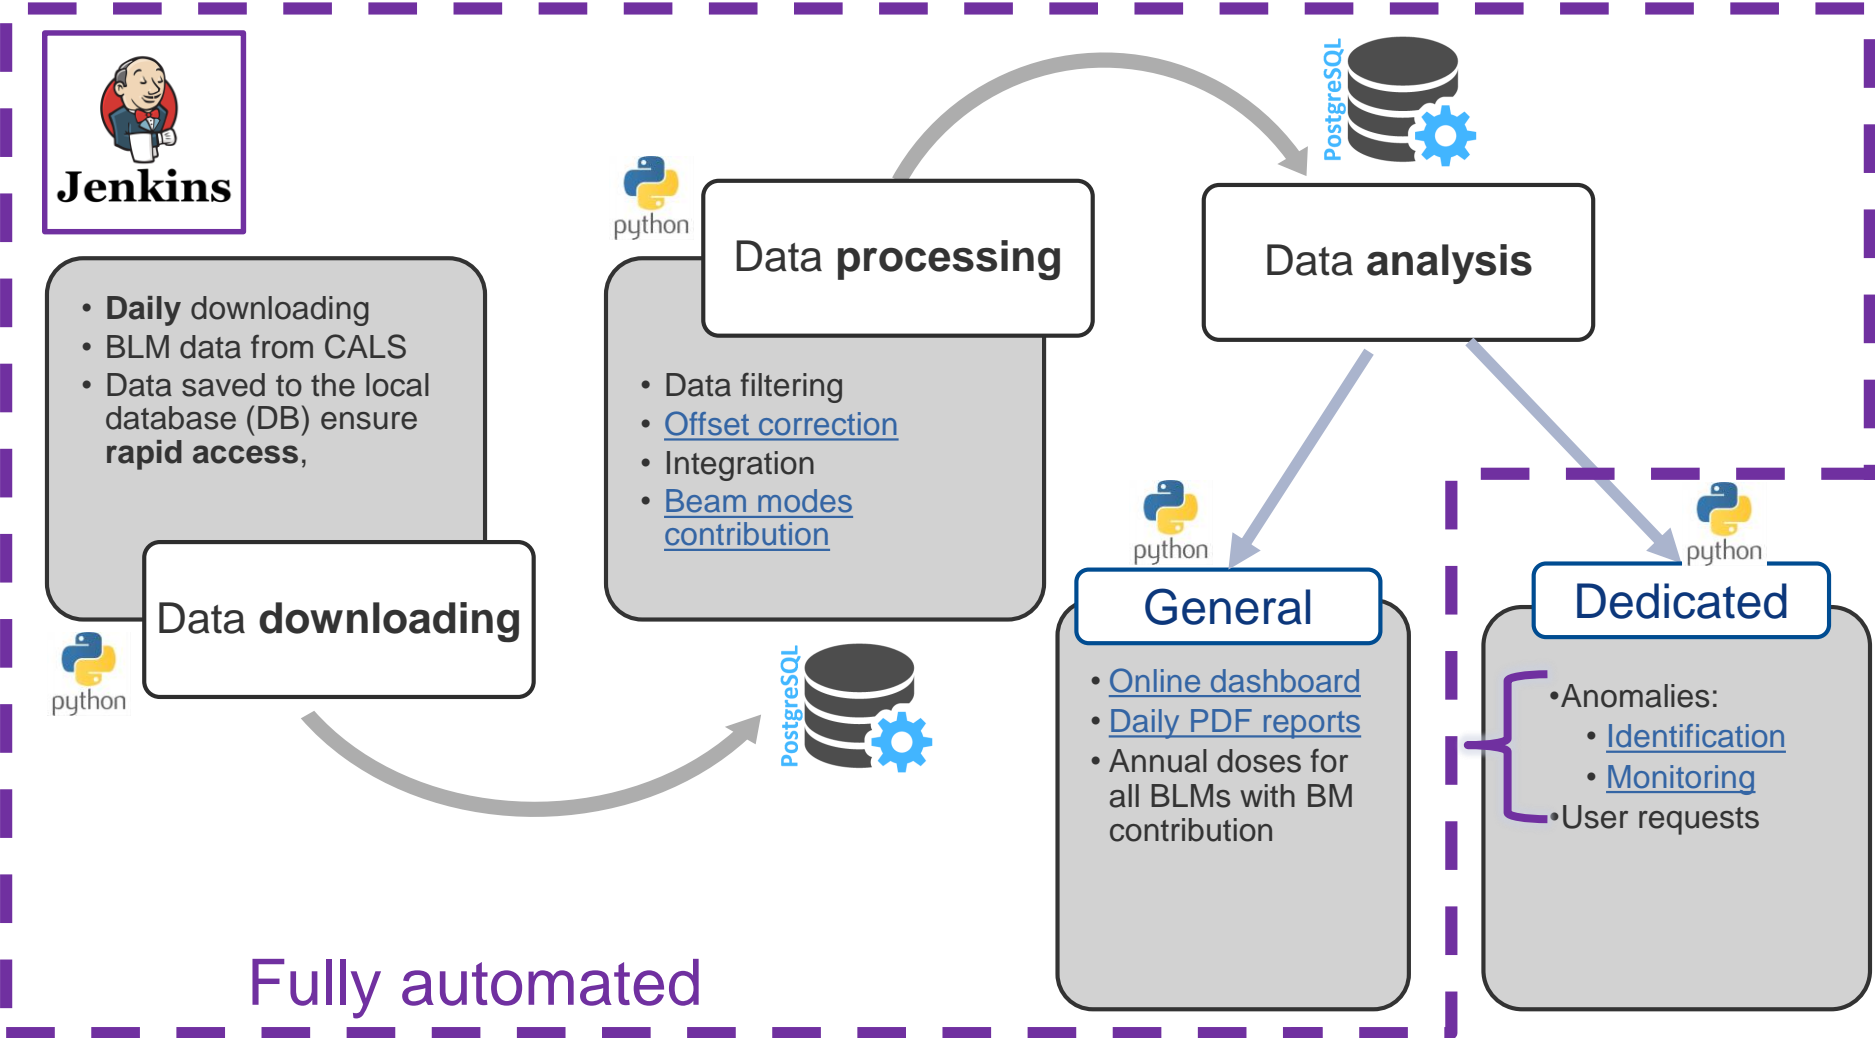 Jenkins
• Daily downloading
• BLM data from CALS
• Data saved to the local
database (DB) ensure
rapid access,
Data downloading
python
PostgreSQL
python
Data processing
• Data filtering
• Offset correction
• Integration
• Beam modes
contribution
PostgreSQL
Data analysis
python
General
• Online dashboard
• Daily PDF reports
• Annual doses for
all BLMs with BM
contribution
python
Dedicated
•Anomalies:
• Identification
• Monitoring
•User requests
Fully automated